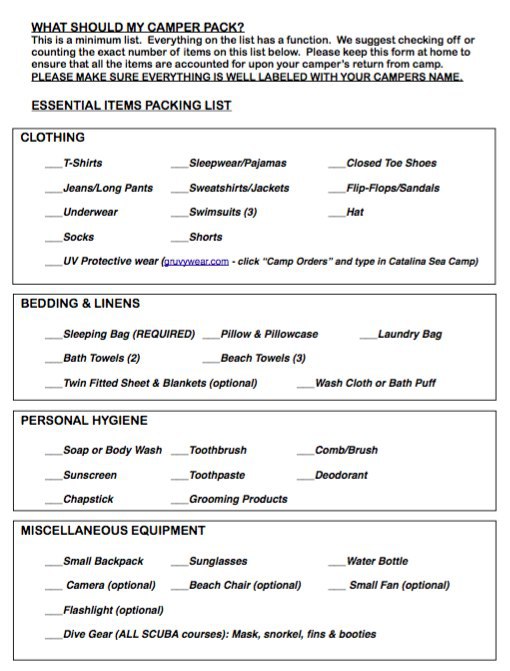 WHAT SHOULD MY CAMPER PACK?
This is a minimum list. Everything on the list has a function. We suggest checking off or
counting the exact number of items on this list below. Please keep this form at home to
ensure that all the items are accounted for upon your camper's return from camp.
PLEASE MAKE SURE EVERYTHING IS WELL LABELED WITH YOUR CAMPERS NAME.
ESSENTIAL ITEMS PACKING LIST
CLOTHING
___T-Shirts ___Sleepwear/Pajamas ___Closed Toe Shoes
___Jeans/Long Pants ___Sweatshirts/Jackets ___Flip-Flops/Sandals
___Underwear ___Swimsuits (3) ___Hat
___Socks ___Shorts
___UV Protective wear (gruvywear.com - click "Camp Orders" and type in Catalina Sea Camp)
BEDDING & LINENS
___Sleeping Bag (REQUIRED) ___Pillow & Pillowcase ___Laundry Bag
___Bath Towels (2) ___Beach Towels (3)
___Twin Fitted Sheet & Blankets (optional) ___Wash Cloth or Bath Puff
PERSONAL HYGIENE
___Soap or Body Wash ___Toothbrush ___Comb/Brush
___Sunscreen ___Toothpaste ___Deodorant
___Chapstick ___Grooming Products
MISCELLANEOUS EQUIPMENT
___Small Backpack ___Sunglasses ___Water Bottle
___ Camera (optional) ___Beach Chair (optional) ___ Small Fan (optional)
___Flashlight (optional)
___Dive Gear (ALL SCUBA courses): Mask, snorkel, fins & booties